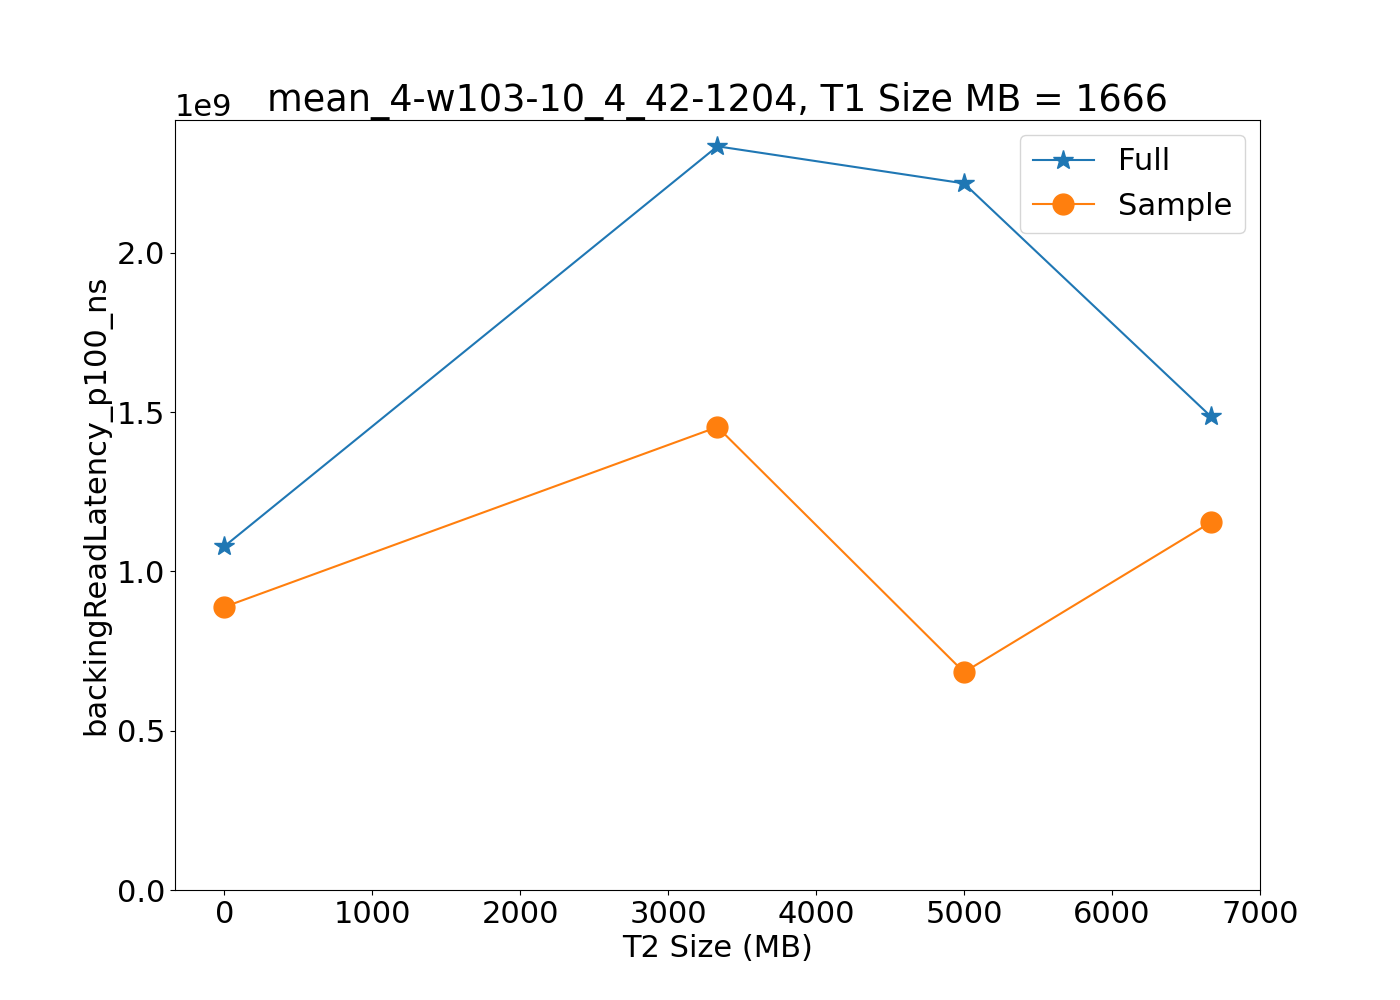 1e9
mean_4-w103-10_4_42-1204, T1 Size MB = 1666
Full
Sample
backingReadLatency_p100_ns
2.0
1.5
1.0
0.5
0.0
0 1000 2000 3000 4000 5000 6000 7000
T2 Size (MB)